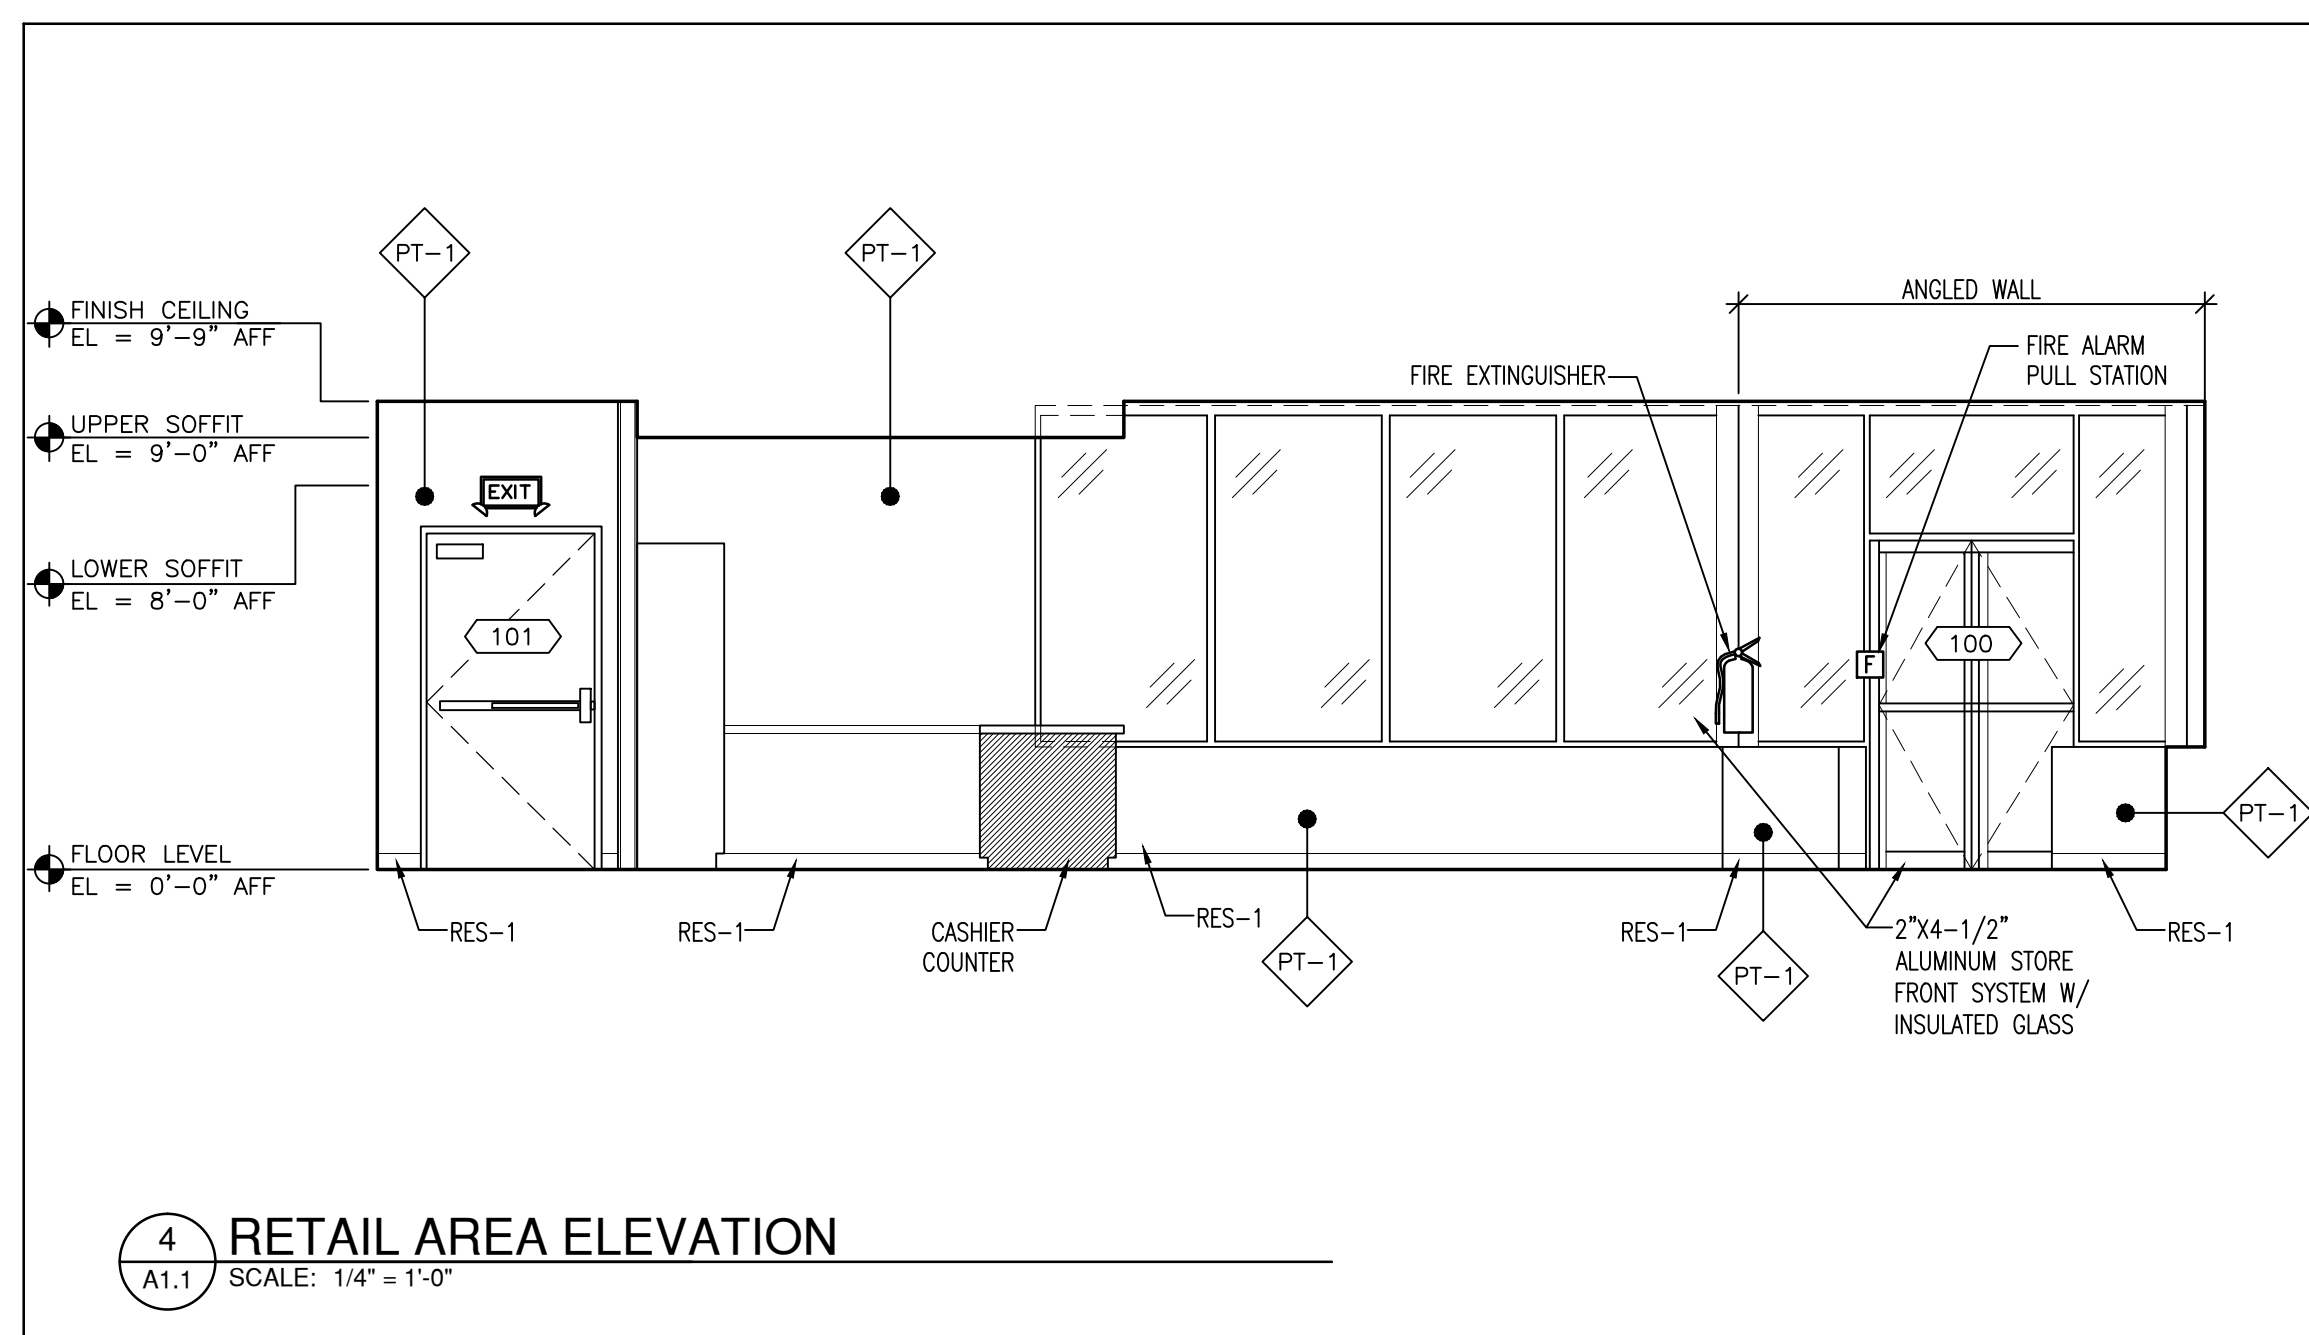 PT-1
PT-1
FINISH CEILING
EL = 9'-9" AFF
ANGLED WALL
FIRE ALARM
PULL STATION
FIRE EXTINGUISHER
UPPER SOFFIT
EL = 9'-0" AFF
EXIT
LOWER SOFFIT
EL = 8'-0" AFF
101
100
F
PT-1
FLOOR LEVEL
EL = 0'-0" AFF
RES-1
RES-1
CASHIER
COUNTER
RES-1
PT-1
RES-1
PT-1
2"X4-1/2"
ALUMINUM STORE
FRONT SYSTEM W/
INSULATED GLASS
RES-1
4
A1.1
RETAIL AREA ELEVATION
SCALE: 1/4" = 1'-0"